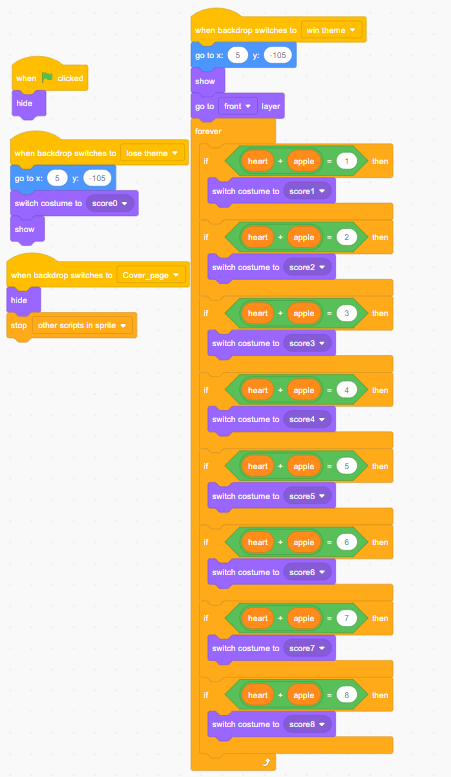 when clicked
hide
when backdrop switches to lose theme
go to x: 5 y: -105
switch costume to score0
show
when backdrop switches to Cover_page
hide
stop other scripts in sprite
when backdrop switches to win theme
go to x: 5 y: -105
show
go to front layer
forever
if heart + apple = 1 then
switch costume to score1
if heart + apple = 2 then
switch costume to score2
if heart + apple = 3 then
switch costume to score3
if heart + apple = 4 then
switch costume to score4
if heart + apple = 5 then
switch costume to score5
if heart + apple = 6 then
switch costume to score6
if heart + apple = 7 then
switch costume to score7
if heart + apple = 8 then
switch costume to score8